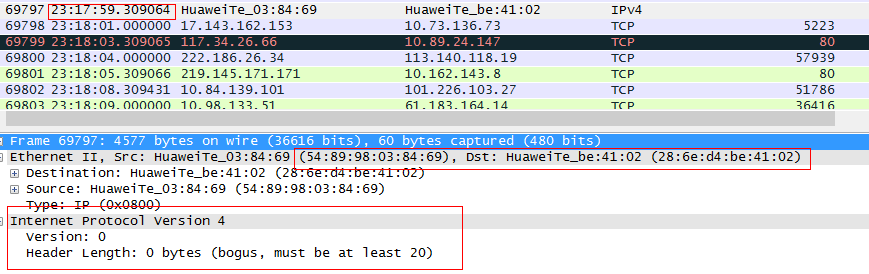 69797 23:17:59.309064 HuaweiTe_03:84:69 HuaweiTe_be:41:02 IPv4
69798 23:18:01.000000 17.143.162.153 10.73.136.73 TCP 5223
69799 23:18:03.309065 117.34.26.66 10.89.24.147 TCP 80
69800 23:18:04.000000 222.186.26.34 113.140.118.19 TCP 57939
69801 23:18:05.309066 219.145.171.171 10.162.143.8 TCP 80
69802 23:18:08.309431 10.84.139.101 101.226.103.27 TCP 51786
69803 23:18:09.000000 10.98.133.51 61.183.164.14 TCP 36416
Frame 69797: 4577 bytes on wire (36616 bits), 60 bytes captured (480 bits)
Ethernet II, Src: HuaweiTe_03:84:69 (54:89:98:03:84:69), Dst: HuaweiTe_be:41:02 (28:6e:d4:be:41:02)
Destination: HuaweiTe_be:41:02 (28:6e:d4:be:41:02)
Source: HuaweiTe_03:84:69 (54:89:98:03:84:69)
Type: IP (0x0800)
Internet Protocol Version 4
Version: 0
Header Length: 0 bytes (bogus, must be at least 20)